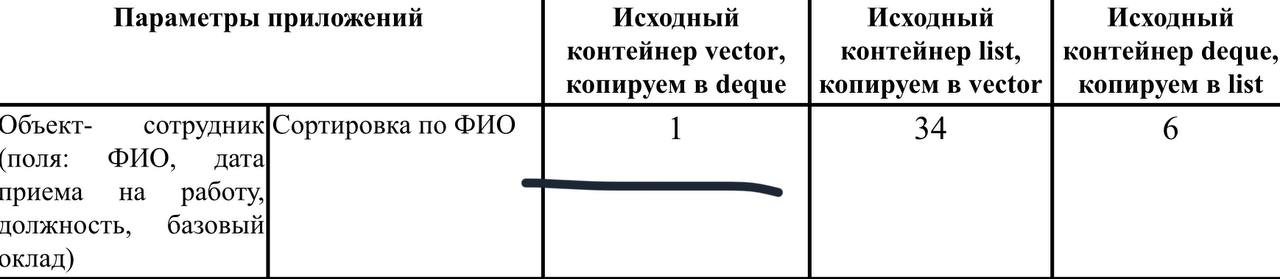 Параметры приложений
Исходный
контейнер vector,
копируем в deque
Исходный
контейнер list,
копируем в vector
Исходный
контейнер deque,
копируем в list
Объект- сотрудник
(поля: ФИО, дата
приема на работу,
должность, базовый
оклад)
Сортировка по ФИО
1
34
6